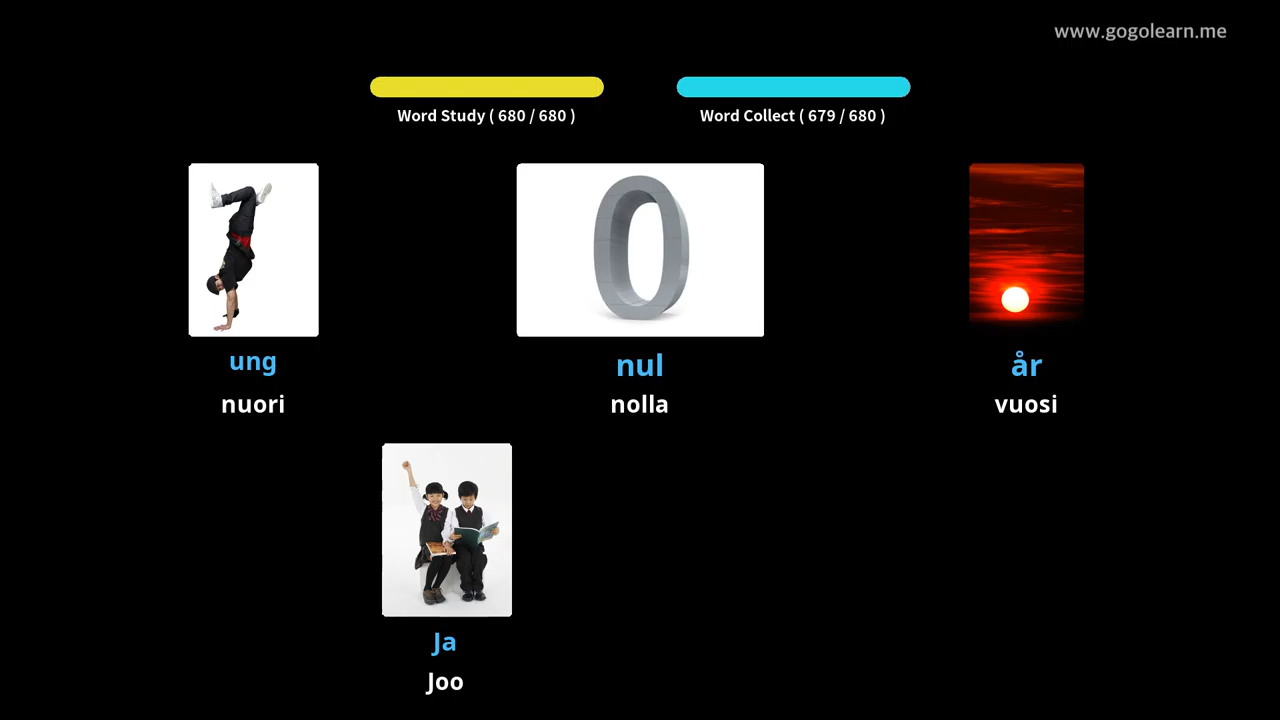 www.gogolearn.me
Word Study ( 680 / 680 )
Word Collect ( 679 / 680 )
ung
nul
år
nuori
nolla
vuosi
Ja
Joo